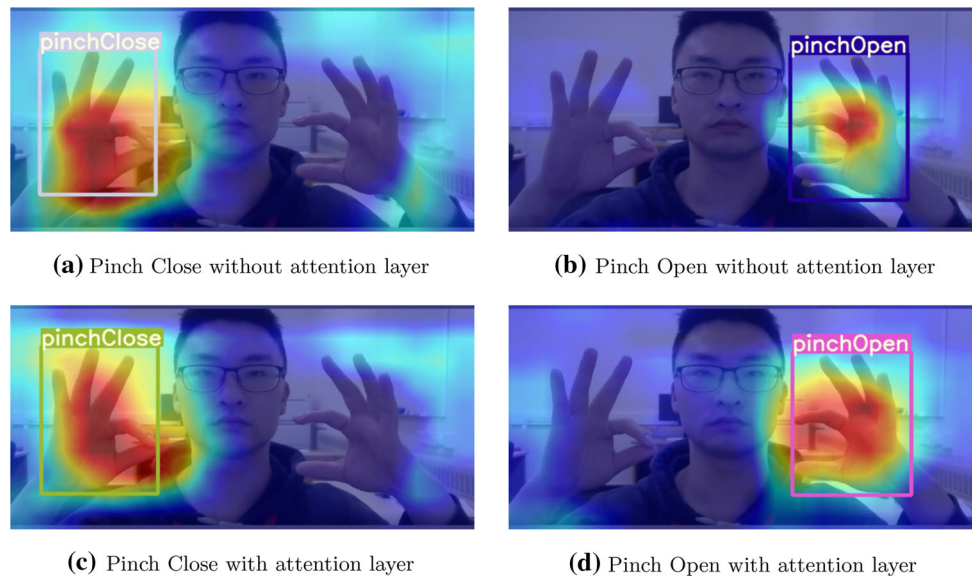 pinchClose
pinchOpen
(a) Pinch Close without attention layer
(b) Pinch Open without attention layer
pinchClose
pinchOpen
(c) Pinch Close with attention layer
(d) Pinch Open with attention layer